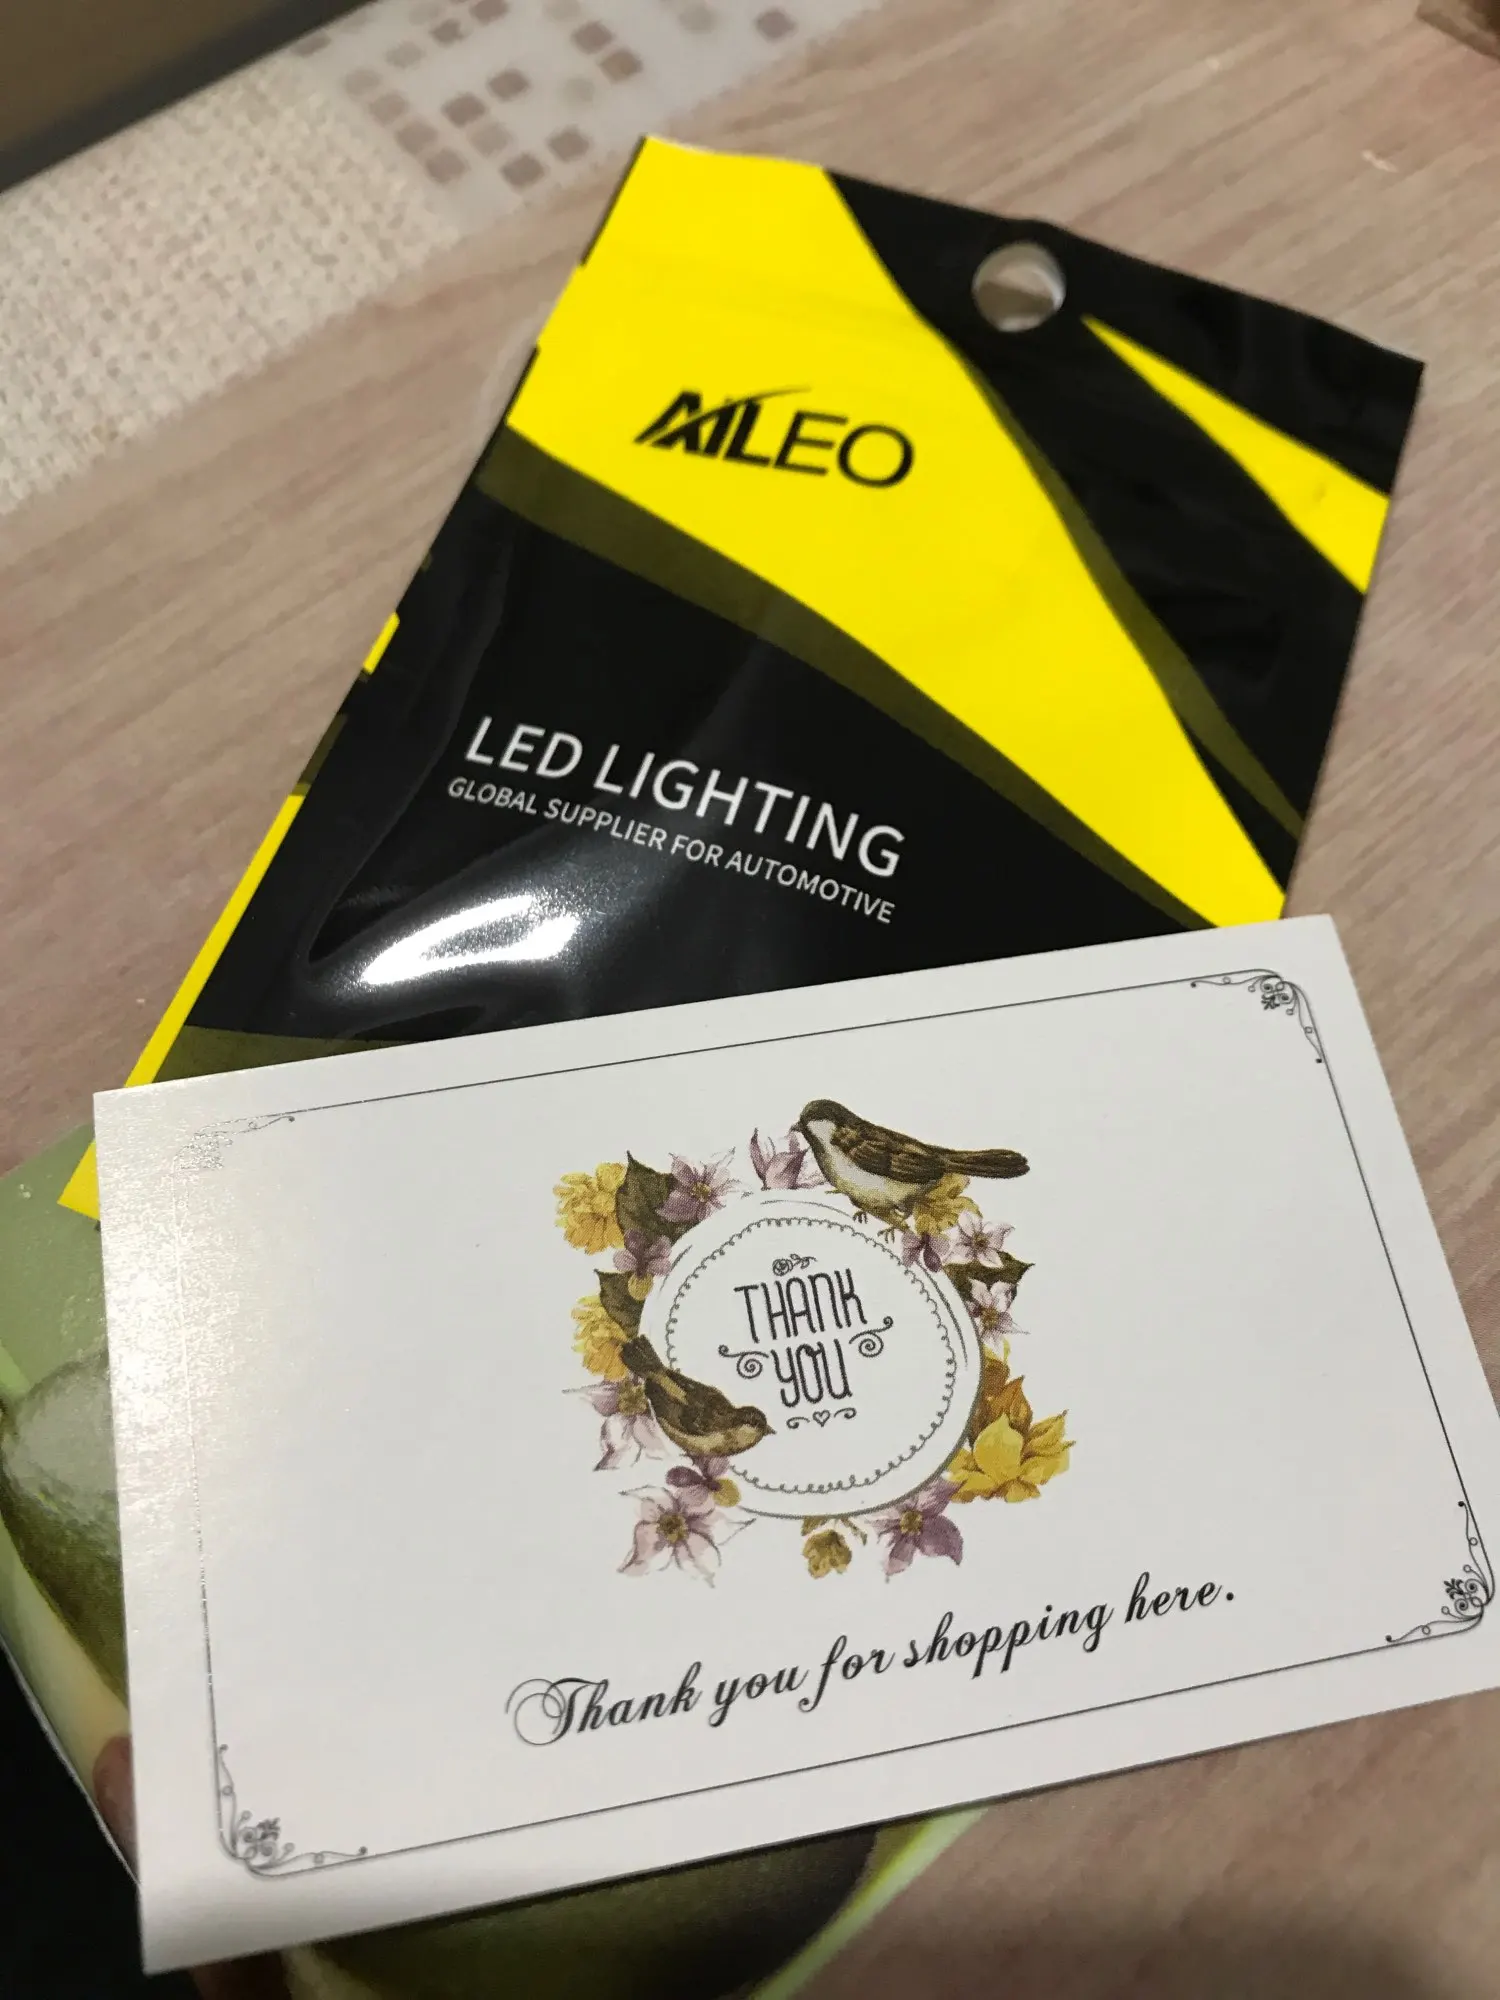 AILEO
LED LIGHTING
GLOBAL SUPPLIER FOR AUTOMOTIVE
THANK
YOU
Thank you for shopping here.